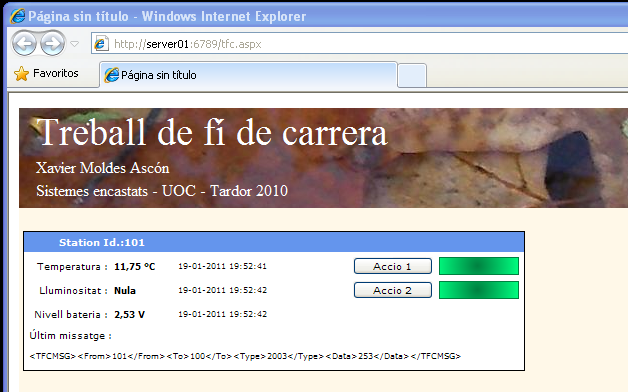 Página sin título - Windows Internet Explorer
http://server01:6789/tfc.aspx
Favoritos
Página sin título
Treball de fí de carrera
Xavier Moldes Ascón
Sistemes encastats - UOC - Tardor 2010
Station Id.:101
Temperatura : 11,75 ºC 19-01-2011 19:52:41 Accio 1
Lluminositat : Nula 19-01-2011 19:52:42 Accio 2
Nivell bateria : 2,53 V 19-01-2011 19:52:42
Últim missatge :
<TFCMSG><From>101</From><To>100</To><Type>2003</Type><Data>253</Data></TFCMSG>